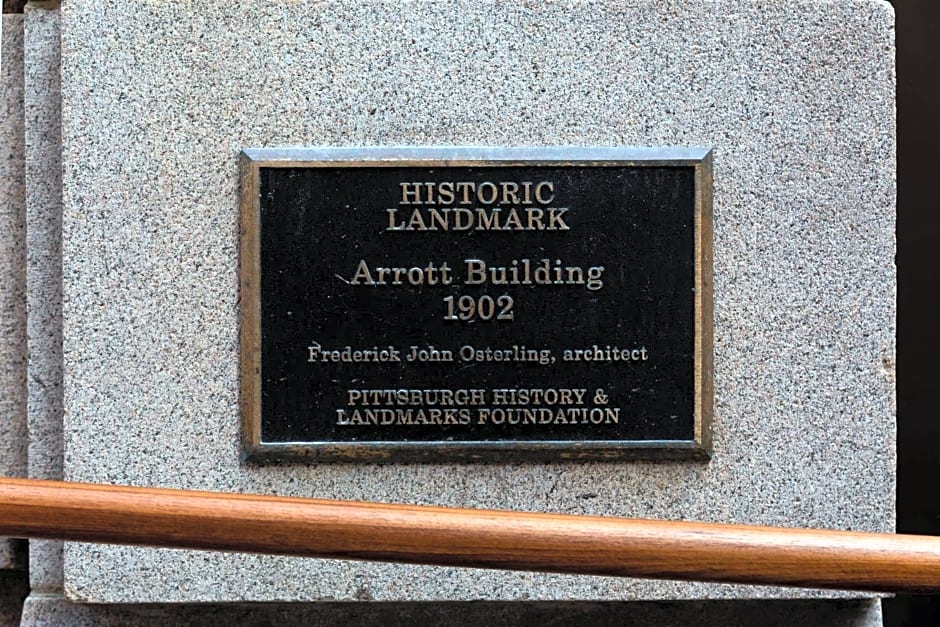 HISTORIC
LANDMARK
Arrott Building
1902
Frederick John Osterling, architect
PITTSBURGH HISTORY &
LANDMARKS FOUNDATION